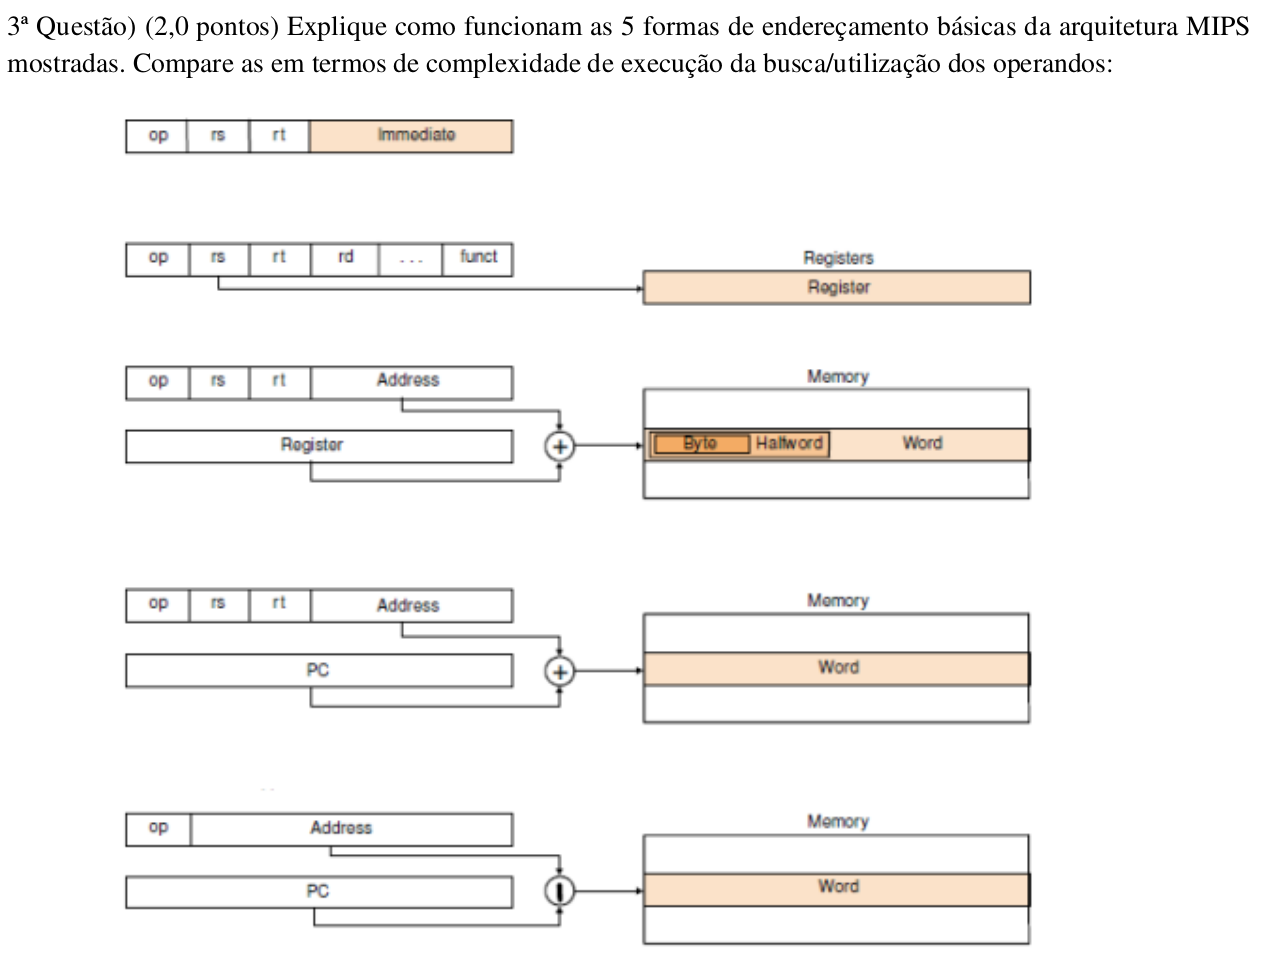 3ª Questão) (2,0 pontos) Explique como funcionam as 5 formas de endereçamento básicas da arquitetura MIPS
mostradas. Compare as em termos de complexidade de execução da busca/utilização dos operandos:
op rs rt Immediate
op rs rt rd ... funct
Registers
Register
op rs rt Address
Memory
Register
+
Byte Halfword Word
op rs rt Address
Memory
PC
+
Word
op Address
Memory
PC
Word